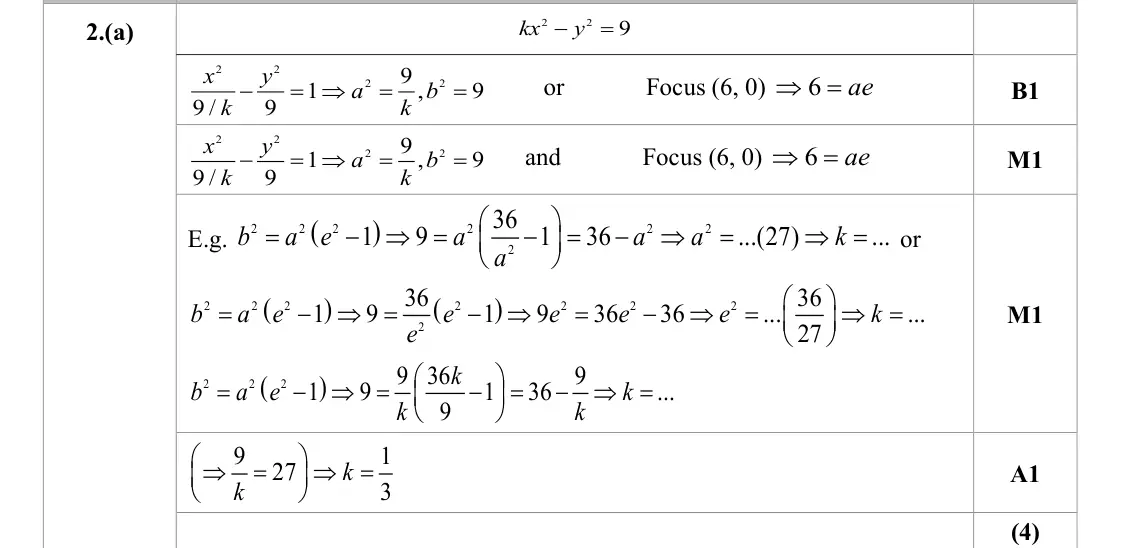 2.(a)
kx² − y² = 9
x²/(9/k) − y²/9 = 1 ⇒ a² = 9/k, b² = 9 or Focus (6, 0) ⇒ 6 = ae B1
x²/(9/k) − y²/9 = 1 ⇒ a² = 9/k, b² = 9 and Focus (6, 0) ⇒ 6 = ae M1
E.g. b² = a²(e² − 1) ⇒ 9 = a²(36/a² − 1) = 36 − a² ⇒ a² = ...(27) ⇒ k = ... or
b² = a²(e² − 1) ⇒ 9 = 36/e² (e² − 1) ⇒ 9e² = 36e² − 36 ⇒ e² = ...(36/27) ⇒ k = ... M1
b² = a²(e² − 1) ⇒ 9 = 9/k (36k/9 − 1) = 36 − 9/k ⇒ k = ...
(⇒ 9/k = 27) ⇒ k = 1/3 A1
(4)